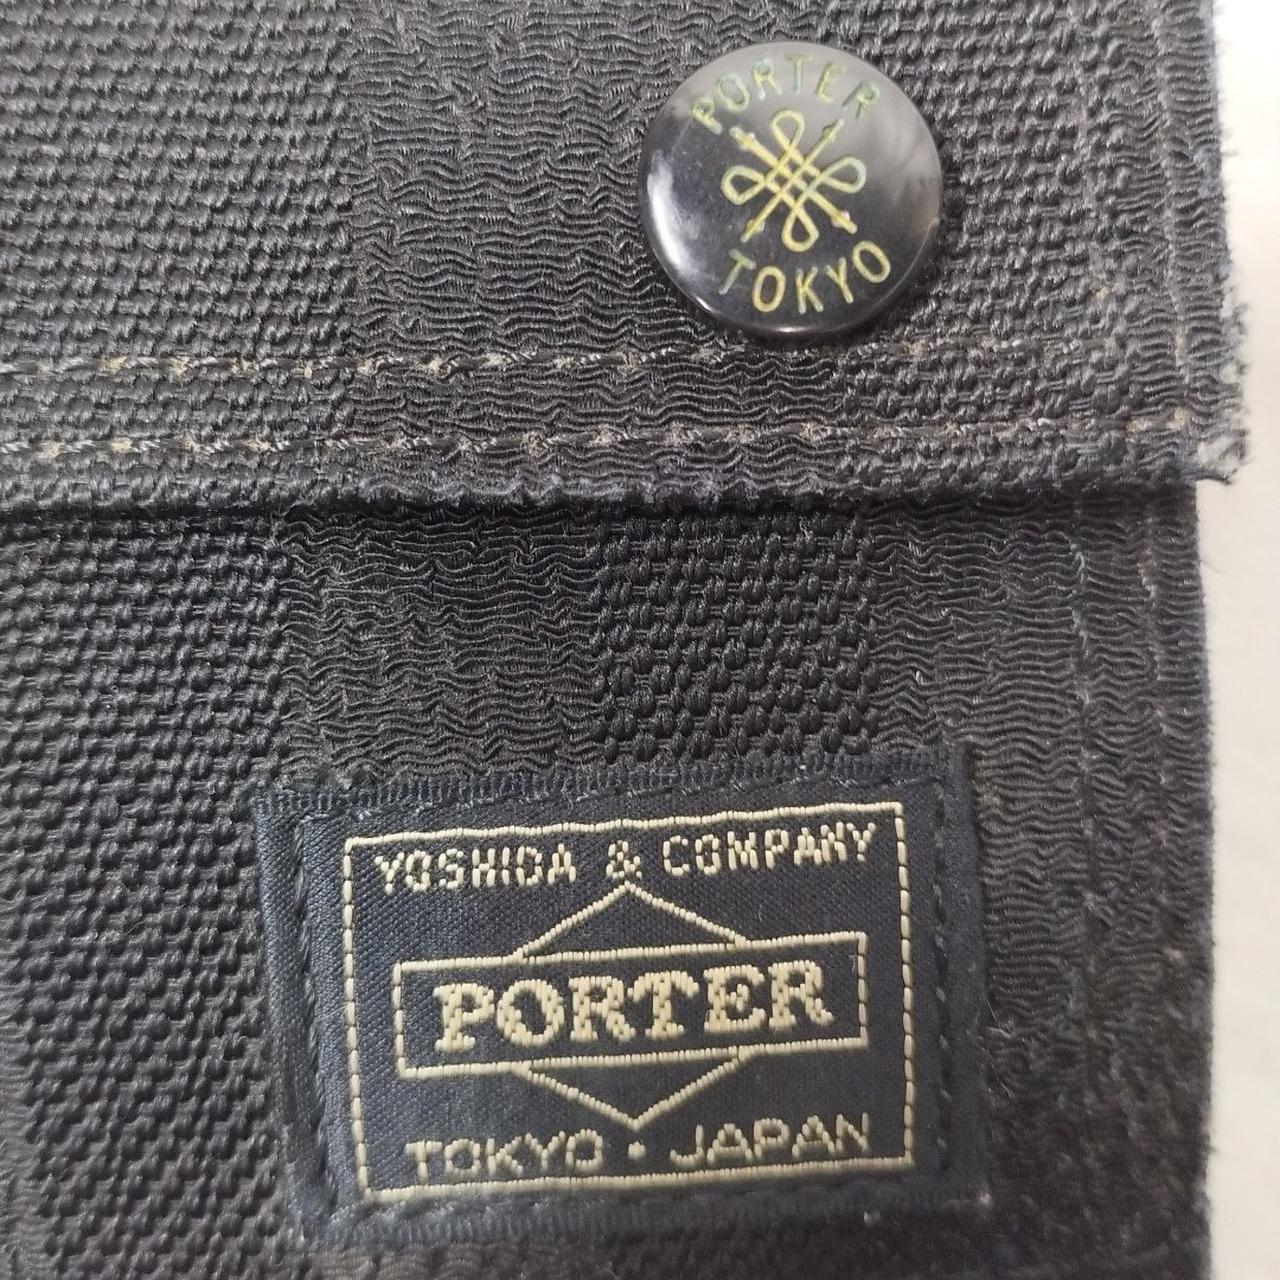 PORTER
TOKYO
YOSHIDA & COMPANY
PORTER
TOKYO • JAPAN